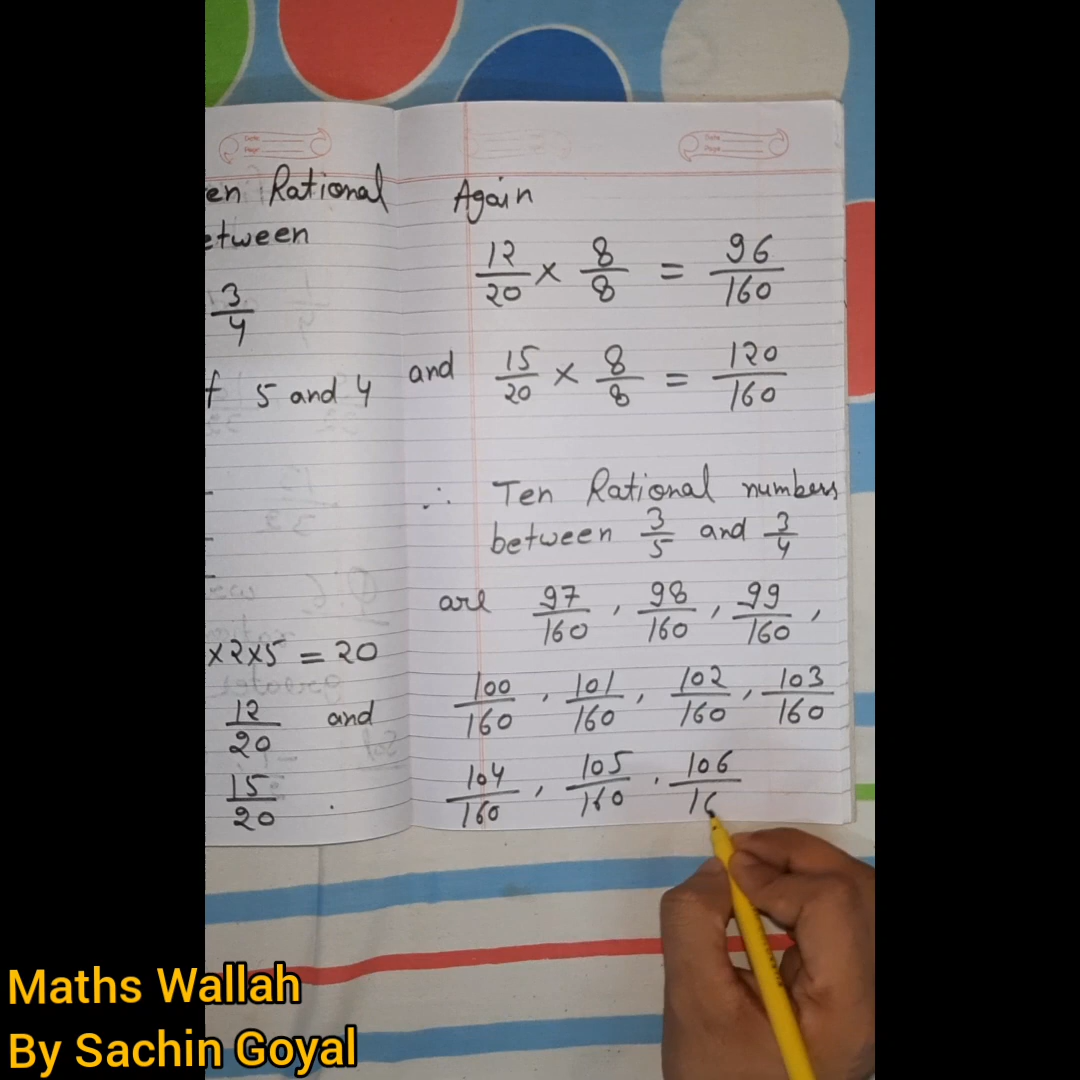 en Rational
etween
3/4
f 5 and 4
×2×5 = 20
12/20 and
15/20 .
Again
12/20 × 8/8 = 96/160
and 15/20 × 8/8 = 120/160
∴ Ten Rational numbers
between 3/5 and 3/4
are 97/160 , 98/160 , 99/160 ,
100/160 , 101/160 , 102/160 , 103/160
104/160 , 105/160 , 106/16
Maths Wallah
By Sachin Goyal